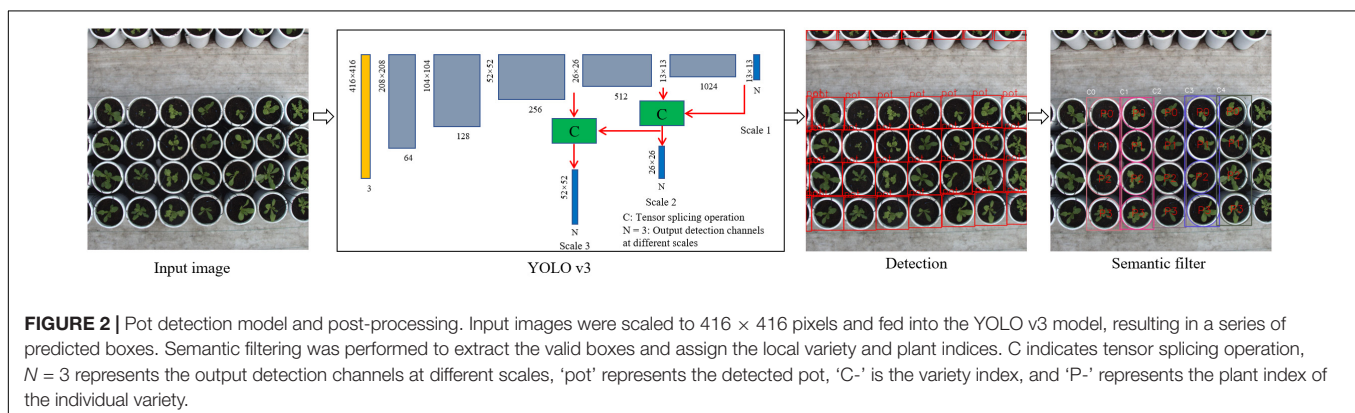 416×416
3
208×208
64
104×104
128
52×52
256
26×26
512
13×13
1024
13×13
N
Scale 1
C
C
26×26
N
Scale 2
52×52
N
Scale 3
C: Tensor splicing operation
N = 3: Output detection channels
at different scales
pot
pot
pot
pot
pot
C0
C1
C2
C3
C4
Input image
YOLO v3
Detection
Semantic filter
FIGURE 2 | Pot detection model and post-processing. Input images were scaled to 416 × 416 pixels and fed into the YOLO v3 model, resulting in a series of
predicted boxes. Semantic filtering was performed to extract the valid boxes and assign the local variety and plant indices. C indicates tensor splicing operation,
N = 3 represents the output detection channels at different scales, ‘pot’ represents the detected pot, ‘C-’ is the variety index, and ‘P-’ represents the plant index of
the individual variety.